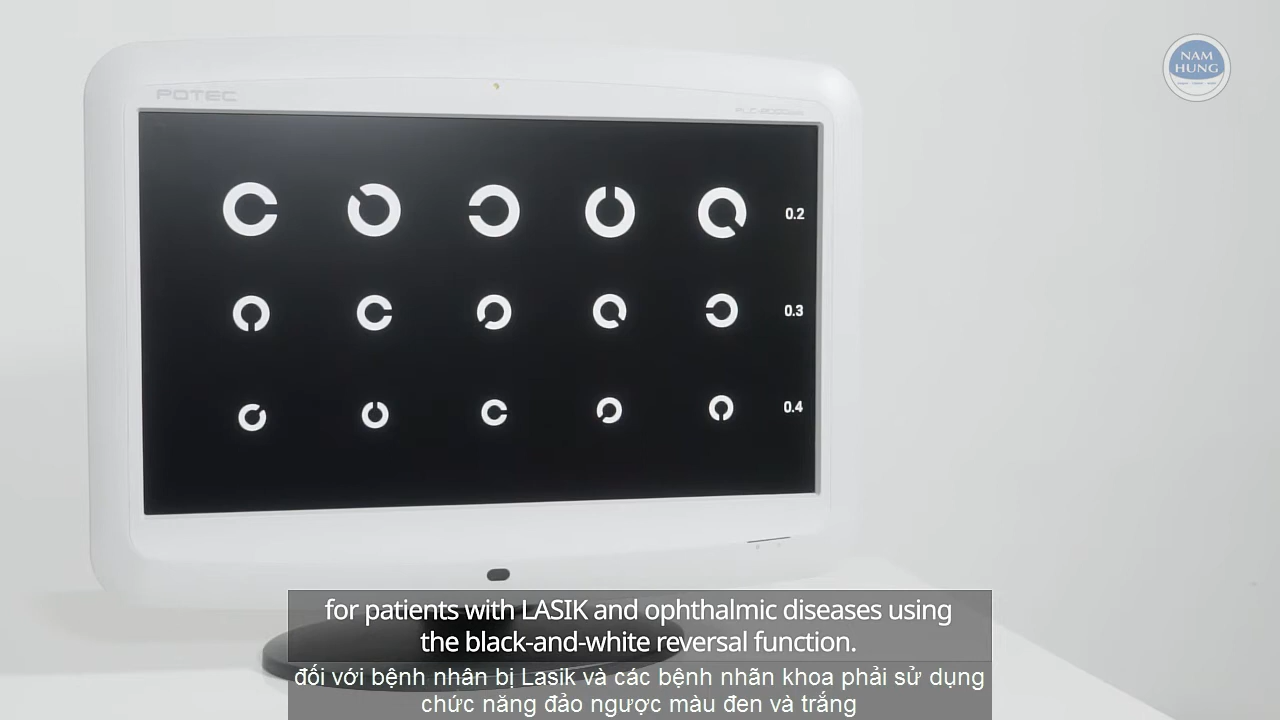 NAM
HUNG
POTEC
0.2
0.3
0.4
for patients with LASIK and ophthalmic diseases using
the black-and-white reversal function.
đối với bệnh nhân bị Lasik và các bệnh nhãn khoa phải sử dụng
chức năng đảo ngược màu đen và trắng